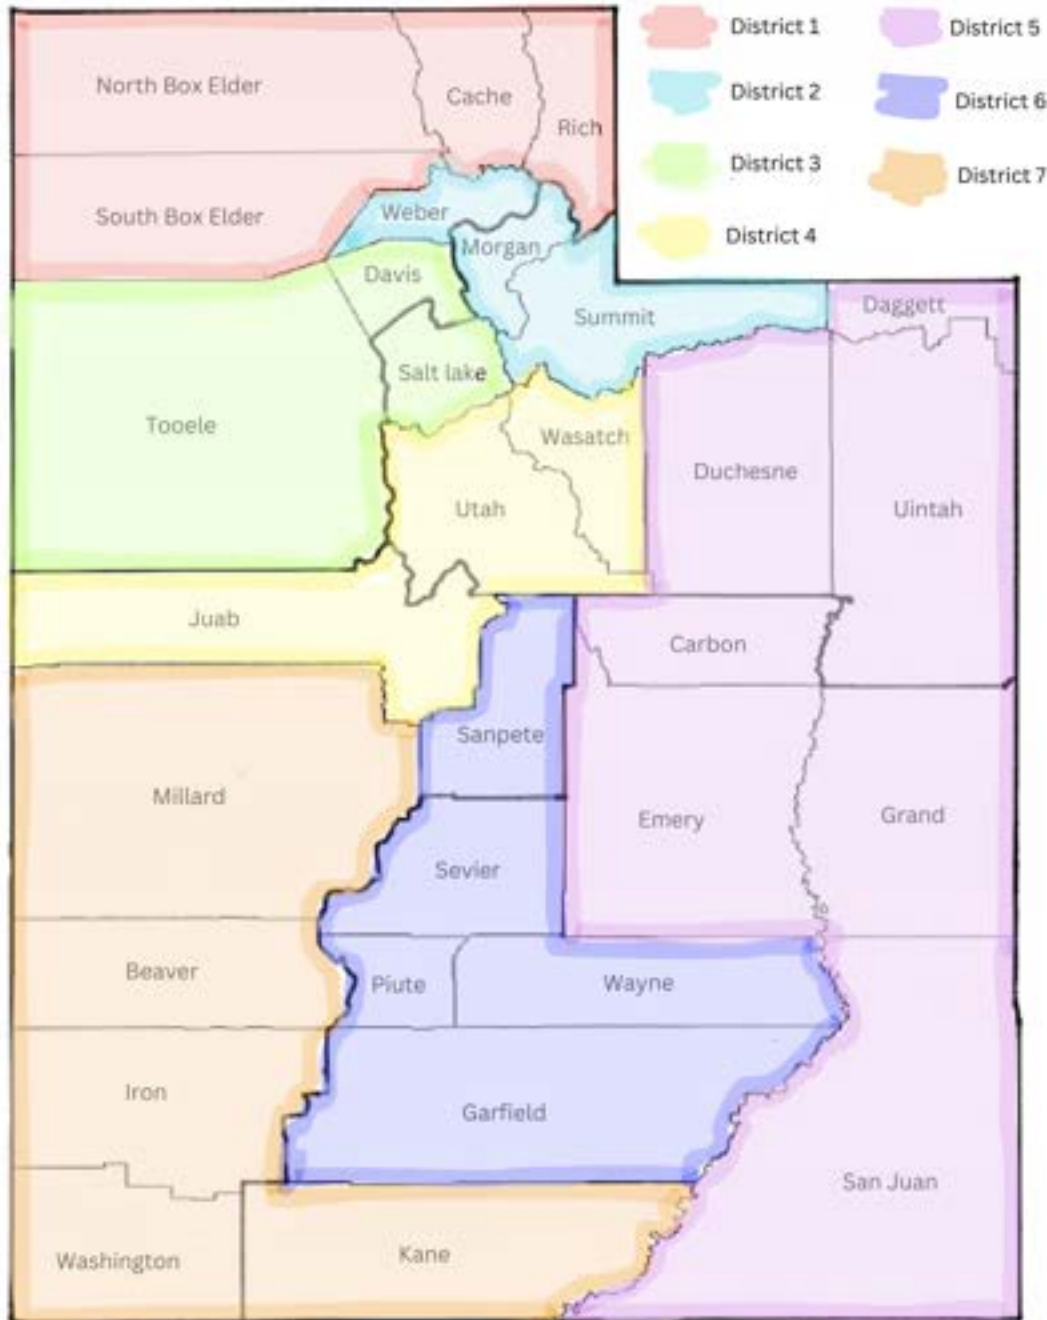 North Box Elder
Cache
Rich
South Box Elder
Weber
Morgan
Davis
Summit
Daggett
Salt lake
Tooele
Wasatch
Utah
Duchesne
Uintah
Juab
Carbon
Sanpete
Millard
Emery
Grand
Sevier
Beaver
Piute
Wayne
Iron
Garfield
San Juan
Washington
Kane
District 1
District 2
District 3
District 4
District 5
District 6
District 7